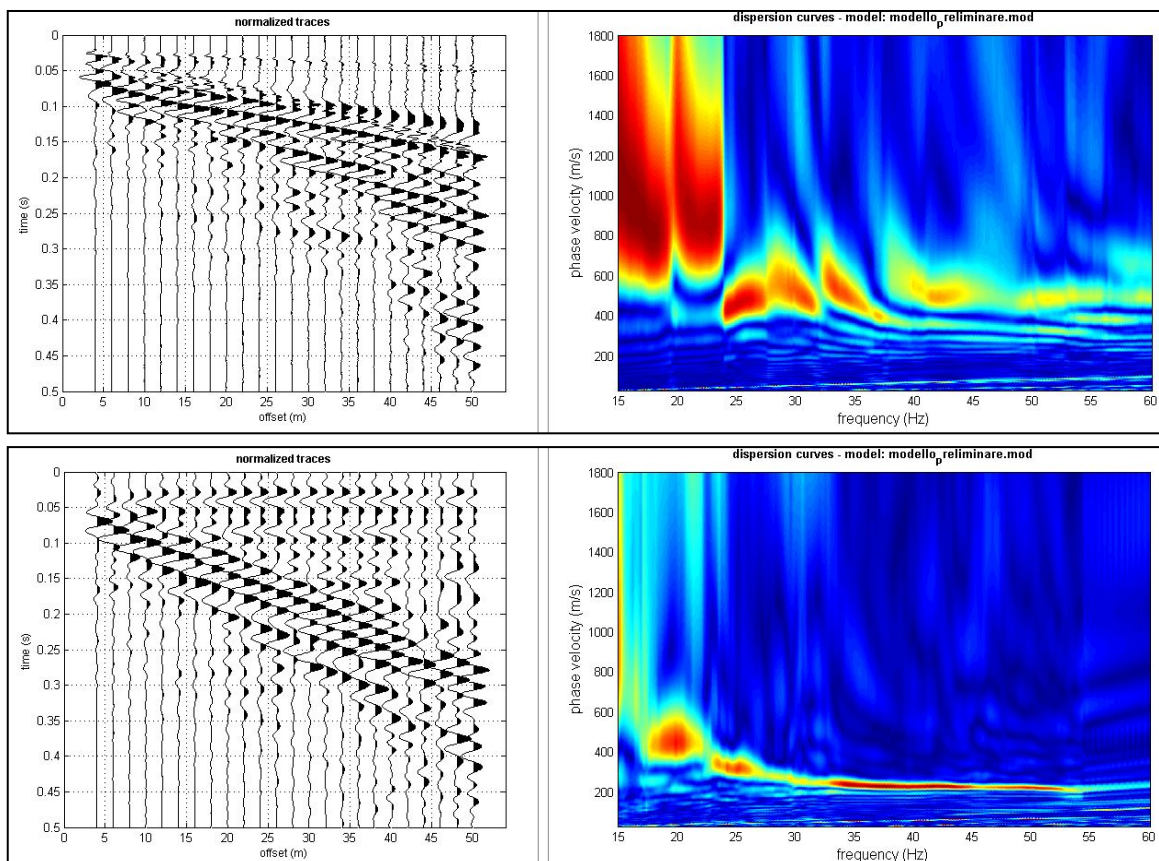 normalized traces
time (s)
0
0.05
0.1
0.15
0.2
0.25
0.3
0.35
0.4
0.45
0.5
0 5 10 15 20 25 30 35 40 45 50
offset (m)
dispersion curves - model: modello_preliminare.mod
phase velocity (m/s)
1800
1600
1400
1200
1000
800
600
400
200
15 20 25 30 35 40 45 50 55 60
frequency (Hz)
normalized traces
time (s)
0
0.05
0.1
0.15
0.2
0.25
0.3
0.35
0.4
0.45
0.5
0 5 10 15 20 25 30 35 40 45 50
offset (m)
dispersion curves - model: modello_preliminare.mod
phase velocity (m/s)
1800
1600
1400
1200
1000
800
600
400
200
15 20 25 30 35 40 45 50 55 60
frequency (Hz)